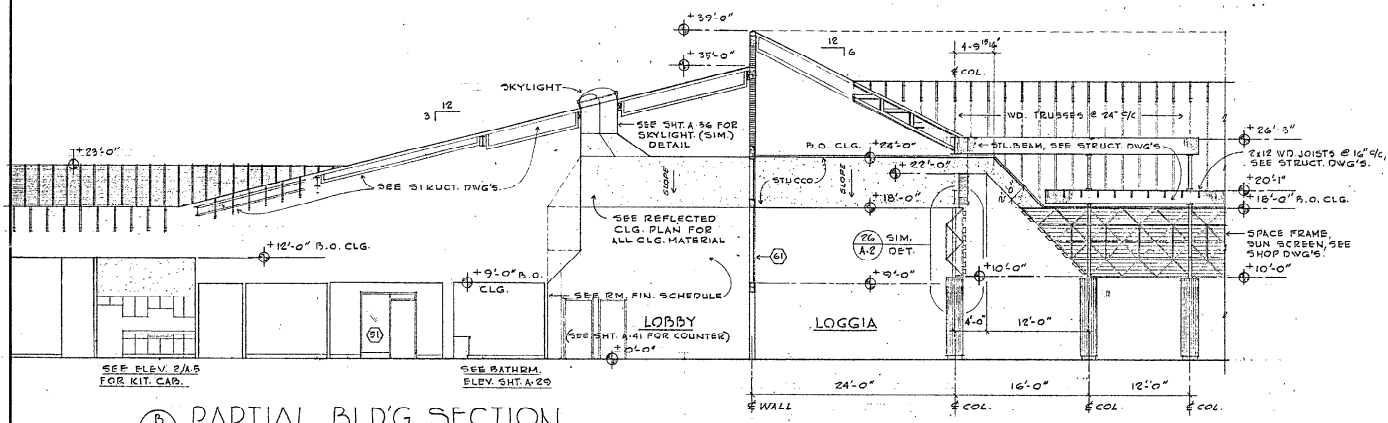 +39'-0"
+35'-0"
12
6
4-9 15/16"
℄ COL.
SKYLIGHT
12
3
SEE SHT. A-36 FOR
SKYLIGHT (SIM.)
DETAIL
WD. TRUSSES @ 24" C/C
+26'-3"
+23'-0"
B.O. CLG.
+24'-0"
STL. BEAM, SEE STRUCT. DWG'S.
2x12 WD. JOISTS @ 16" C/C,
SEE STRUCT. DWG'S.
+22'-0"
SEE STRUCT. DWG'S.
SLOPE
STUCCO
SLOPE
+20'-1"
+18'-0"
+18'-0" B.O. CLG.
SEE REFLECTED
CLG. PLAN FOR
ALL CLG. MATERIAL
26
A-2
SIM.
DET.
SPACE FRAME,
SUN SCREEN, SEE
SHOP DWG'S.
+12'-0" B.O. CLG.
61
+9'-0" B.O.
CLG.
+9'-0"
+10'-0"
+10'-0"
SEE RM. FIN. SCHEDULE
51
LOBBY
(SEE SHT. A-41 FOR COUNTER)
LOGGIA
4'-0"
12'-0"
+0'-0"
SEE ELEV. 2/A-5
FOR KIT. CAB.
SEE BATHRM.
ELEV. SHT. A-29
24'-0"
16'-0"
12'-0"
℄ WALL
℄ COL.
℄ COL.
℄ COL.
B
PARTIAL BLD'G SECTION